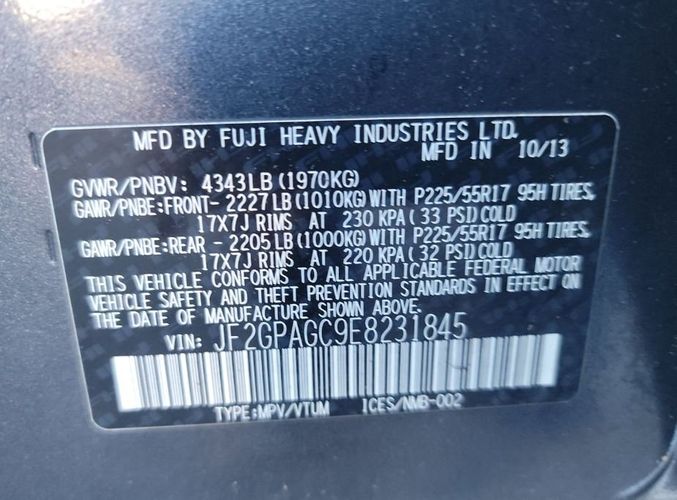 MFD BY FUJI HEAVY INDUSTRIES LTD.
MFD IN 10/13
GVWR/PNBV: 4343LB (1970KG)
GAWR/PNBE:FRONT- 2227LB(1010KG)WITH P225/55R17 95H TIRES,
17X7J RIMS AT 230 KPA ( 33 PSI)COLD
GAWR/PNBE:REAR - 2205LB(1000KG)WITH P225/55R17 95H TIRES,
17X7J RIMS AT 220 KPA ( 32 PSI)COLD
THIS VEHICLE CONFORMS TO ALL APPLICABLE FEDERAL MOTOR
VEHICLE SAFETY AND THEFT PREVENTION STANDARDS IN EFFECT ON
THE DATE OF MANUFACTURE SHOWN ABOVE.
VIN: JF2GPAGC9E8231845
TYPE:MPV/VTUM ICES/NMB-002